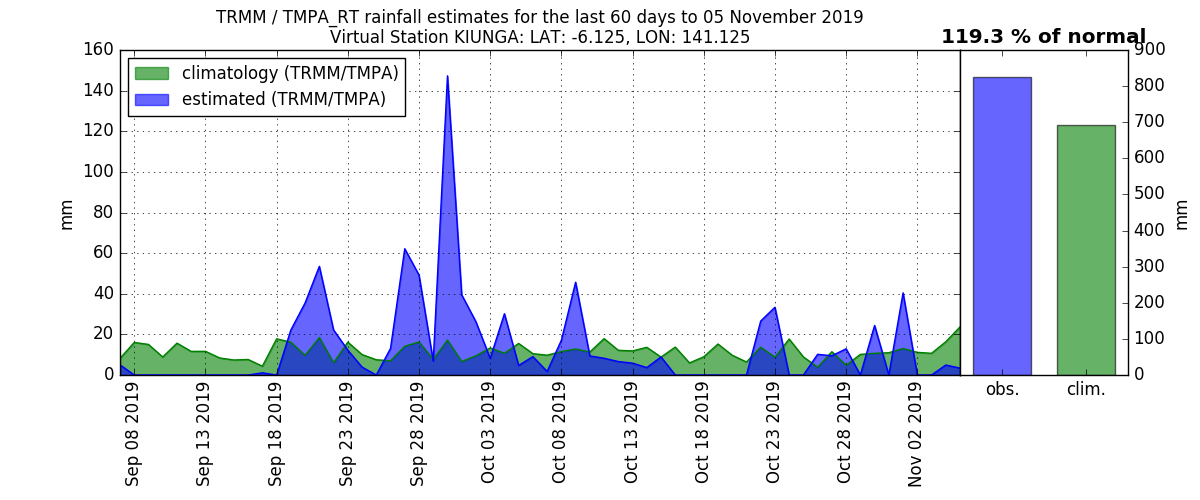 TRMM / TMPA_RT rainfall estimates for the last 60 days to 05 November 2019
Virtual Station KIUNGA: LAT: -6.125, LON: 141.125
119.3 % of normal
climatology (TRMM/TMPA)
estimated (TRMM/TMPA)
mm
160
140
120
100
80
60
40
20
0
Sep 08 2019
Sep 13 2019
Sep 18 2019
Sep 23 2019
Sep 28 2019
Oct 03 2019
Oct 08 2019
Oct 13 2019
Oct 18 2019
Oct 23 2019
Oct 28 2019
Nov 02 2019
obs.
clim.
900
800
700
600
500
400
300
200
100
0
mm